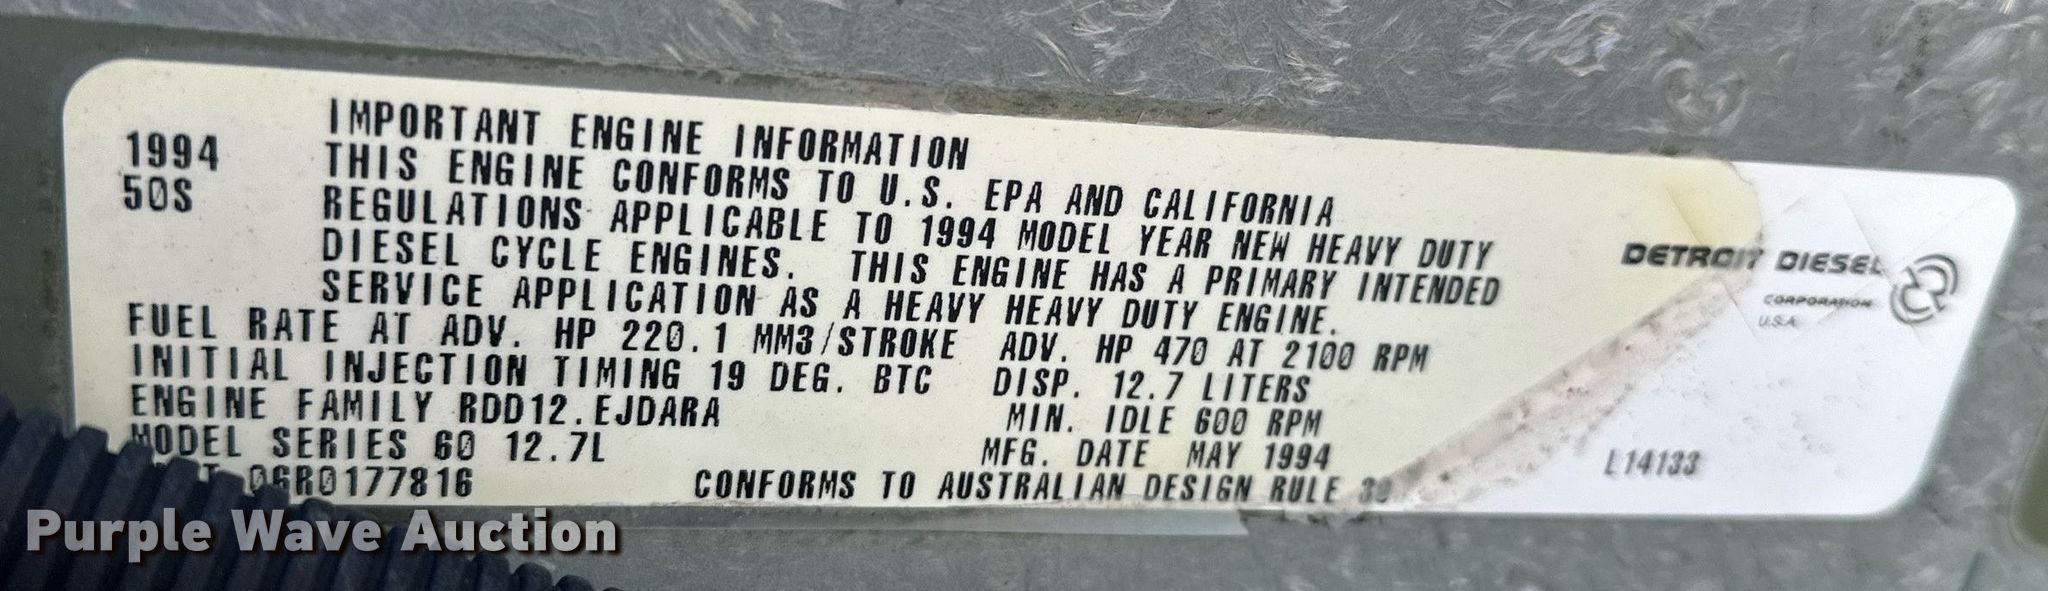 1994
50S
IMPORTANT ENGINE INFORMATION
THIS ENGINE CONFORMS TO U.S. EPA AND CALIFORNIA
REGULATIONS APPLICABLE TO 1994 MODEL YEAR NEW HEAVY DUTY
DIESEL CYCLE ENGINES. THIS ENGINE HAS A PRIMARY INTENDED
SERVICE APPLICATION AS A HEAVY HEAVY DUTY ENGINE.
FUEL RATE AT ADV. HP 220.1 MM3/STROKE ADV. HP 470 AT 2100 RPM
INITIAL INJECTION TIMING 19 DEG. BTC DISP. 12.7 LITERS
ENGINE FAMILY RDD12.EJDARA MIN. IDLE 600 RPM
MODEL SERIES 60 12.7L MFG. DATE MAY 1994
06R0177816 CONFORMS TO AUSTRALIAN DESIGN RULE
DETROIT DIESEL
CORPORATION
U.S.A.
L14133
Purple Wave Auction